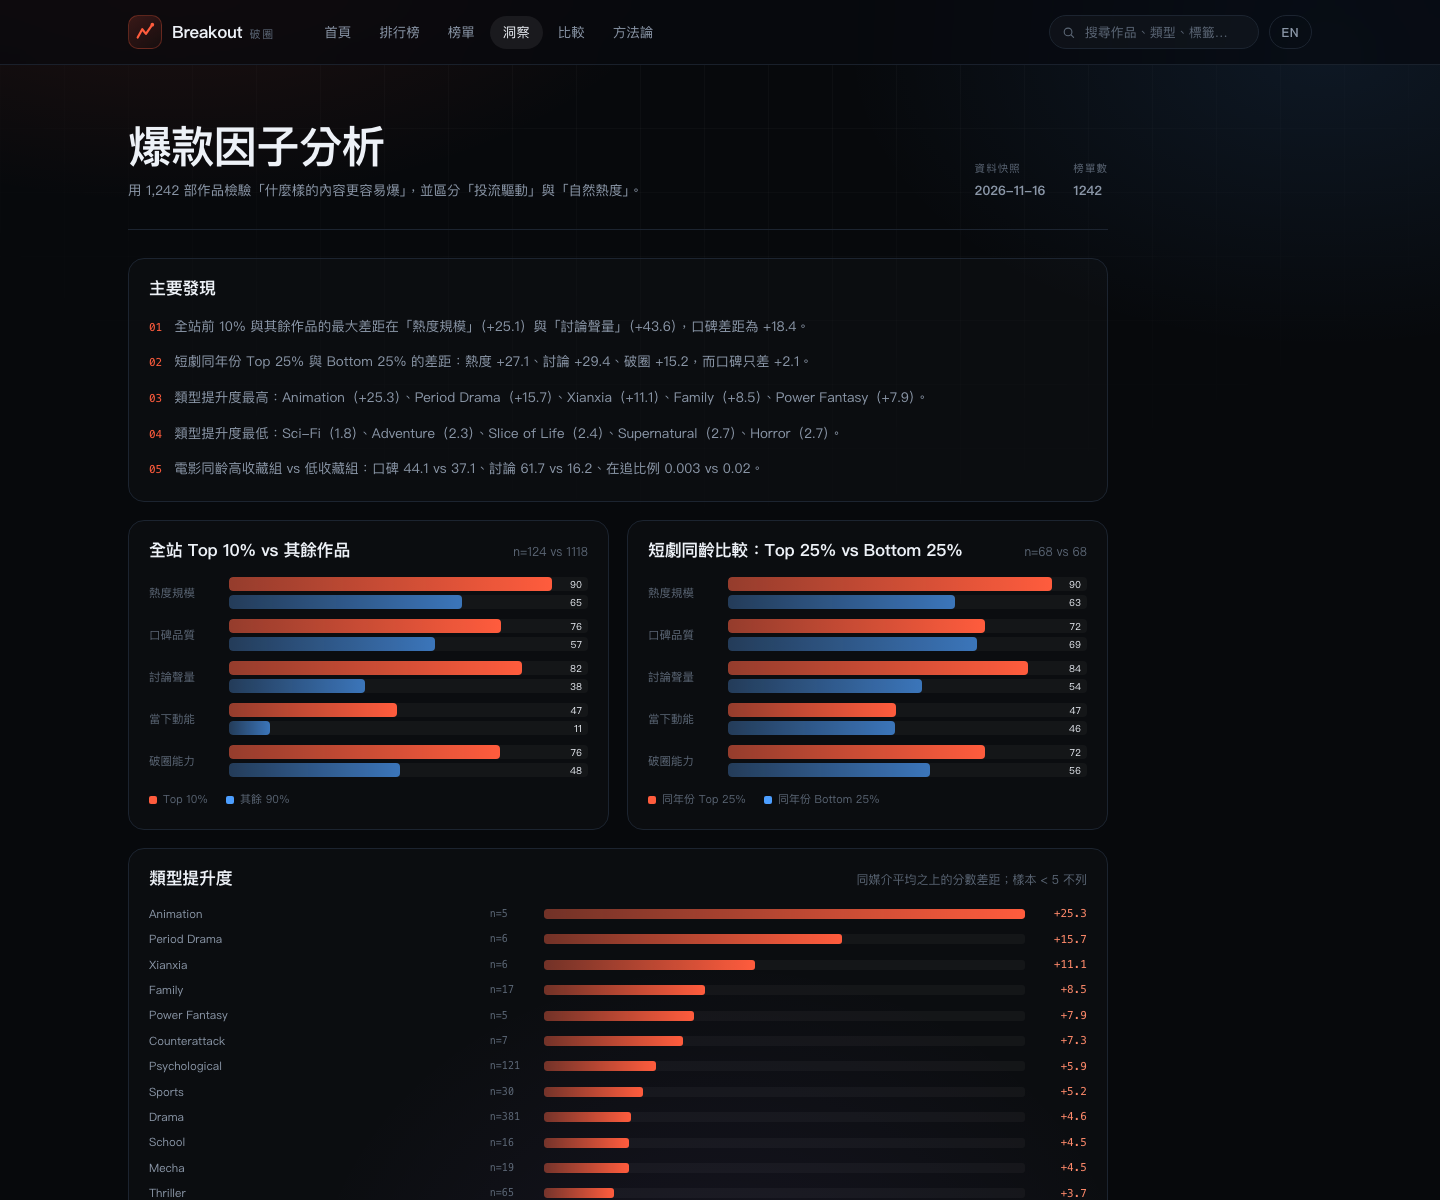 Breakout 破圈
首頁 排行榜 榜單 洞察 比較 方法論
搜尋作品、類型、標籤…
EN
爆款因子分析
用 1,242 部作品檢驗「什麼樣的內容更容易爆」，並區分「投流驅動」與「自然熱度」。
資料快照 榜單數
2026-11-16 1242
主要發現
01 全站前 10% 與其餘作品的最大差距在「熱度規模」(+25.1) 與「討論聲量」(+43.6)，口碑差距為 +18.4。
02 短劇同年份 Top 25% 與 Bottom 25% 的差距：熱度 +27.1、討論 +29.4、破圈 +15.2，而口碑只差 +2.1。
03 類型提升度最高：Animation（+25.3）、Period Drama（+15.7）、Xianxia（+11.1）、Family（+8.5）、Power Fantasy（+7.9）。
04 類型提升度最低：Sci-Fi（1.8）、Adventure（2.3）、Slice of Life（2.4）、Supernatural（2.7）、Horror（2.7）。
05 電影同齡高收藏組 vs 低收藏組：口碑 44.1 vs 37.1、討論 61.7 vs 16.2、在追比例 0.003 vs 0.02。
全站 Top 10% vs 其餘作品
n=124 vs 1118
熱度規模 90 65
口碑品質 76 57
討論聲量 82 38
當下動能 47 11
破圈能力 76 48
Top 10% 其餘 90%
短劇同齡比較：Top 25% vs Bottom 25%
n=68 vs 68
熱度規模 90 63
口碑品質 72 69
討論聲量 84 54
當下動能 47 46
破圈能力 72 56
同年份 Top 25% 同年份 Bottom 25%
類型提升度
同媒介平均之上的分數差距；樣本 < 5 不列
Animation n=5 +25.3
Period Drama n=6 +15.7
Xianxia n=6 +11.1
Family n=17 +8.5
Power Fantasy n=5 +7.9
Counterattack n=7 +7.3
Psychological n=121 +5.9
Sports n=30 +5.2
Drama n=381 +4.6
School n=16 +4.5
Mecha n=19 +4.5
Thriller n=65 +3.7